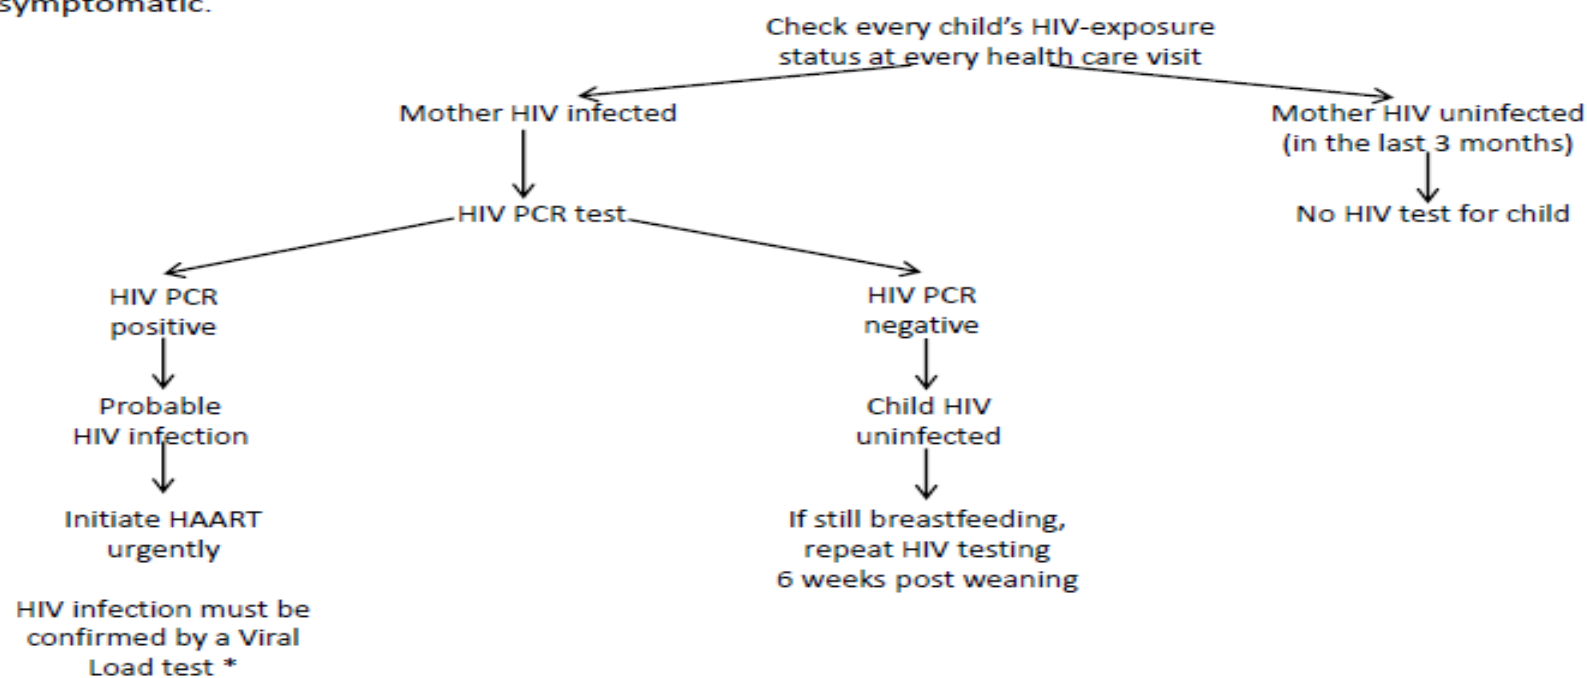 symptomatic.
Check every child's HIV-exposure
status at every health care visit
Mother HIV infected
Mother HIV uninfected
(in the last 3 months)
HIV PCR test
No HIV test for child
HIV PCR
positive
HIV PCR
negative
Probable
HIV infection
Child HIV
uninfected
Initiate HAART
urgently
If still breastfeeding,
repeat HIV testing
6 weeks post weaning
HIV infection must be
confirmed by a Viral
Load test *